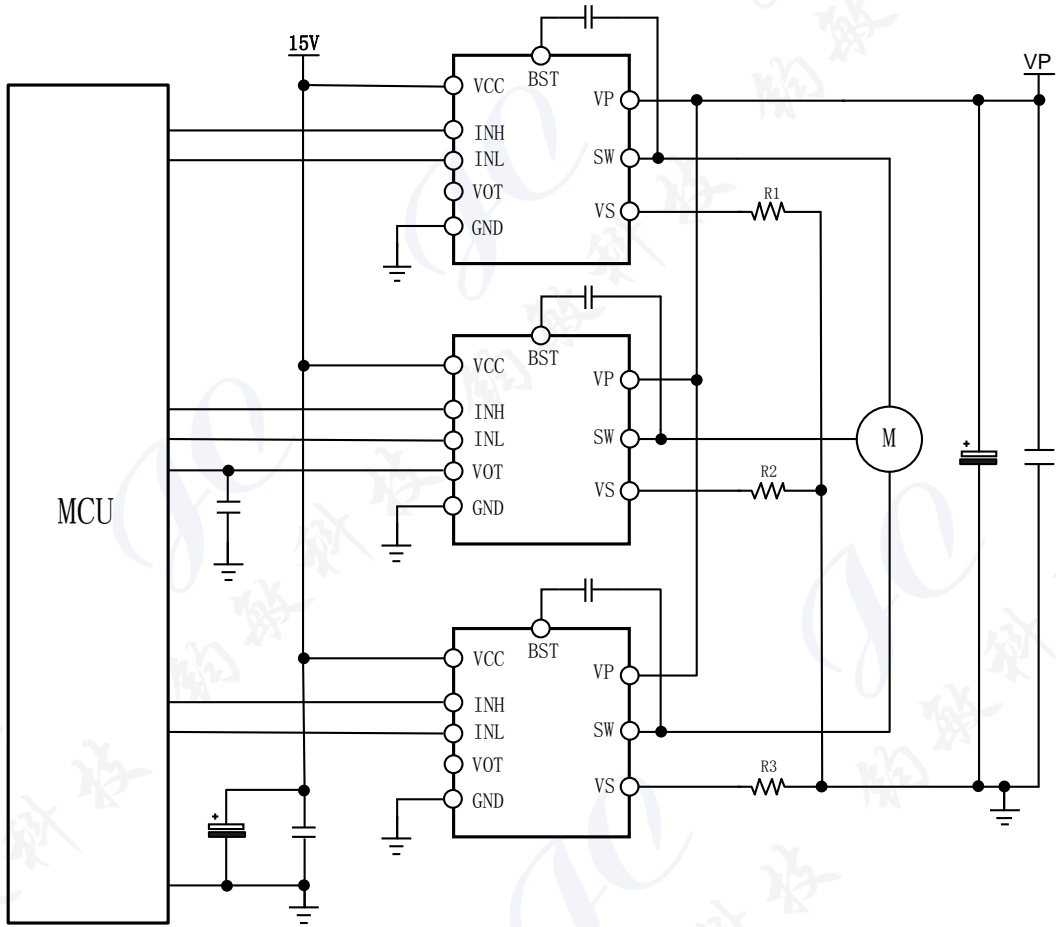 15V
VP
BST
VCC
VP
INH
INL
SW
VOT
R1
VS
GND
BST
VCC
VP
INH
INL
SW
M
VOT
R2
VS
GND
MCU
BST
VCC
VP
INH
INL
SW
VOT
R3
VS
GND
+
+